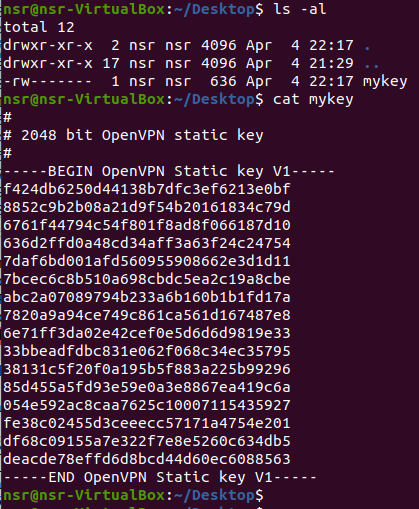 nsr@nsr-VirtualBox:~/Desktop$ ls -al
total 12
drwxr-xr-x  2 nsr nsr 4096 Apr  4 22:17 .
drwxr-xr-x 17 nsr nsr 4096 Apr  4 21:29 ..
-rw-------  1 nsr nsr  636 Apr  4 22:17 mykey
nsr@nsr-VirtualBox:~/Desktop$ cat mykey
#
# 2048 bit OpenVPN static key
#
-----BEGIN OpenVPN Static key V1-----
f424db6250d44138b7dfc3ef6213e0bf
8852c9b2b08a21d9f54b20161834c79d
6761f44794c54f801f8ad8f066187d10
636d2ffd0a48cd34aff3a63f24c24754
7daf6bd001afd560955908662e3d1d11
7bcec6c8b510a698cbdc5ea2c19a8cbe
abc2a07089794b233a6b160b1b1fd17a
7820a9a94ce749c861ca561d167487e8
6e71ff3da02e42cef0e5d6d6d9819e33
33bbeadfdbc831e062f068c34ec35795
38131c5f20f0a195b5f883a225b99296
85d455a5fd93e59e0a3e8867ea419c6a
054e592ac8caa7625c10007115435927
fe38c02455d3ceeecc57171a4754e201
df68c09155a7e322f7e8e5260c634db5
deacde78effd6d8bcd44d60ec6088563
-----END OpenVPN Static key V1-----
nsr@nsr-VirtualBox:~/Desktop$
nsr@nsr-VirtualBox:~/Desktop$